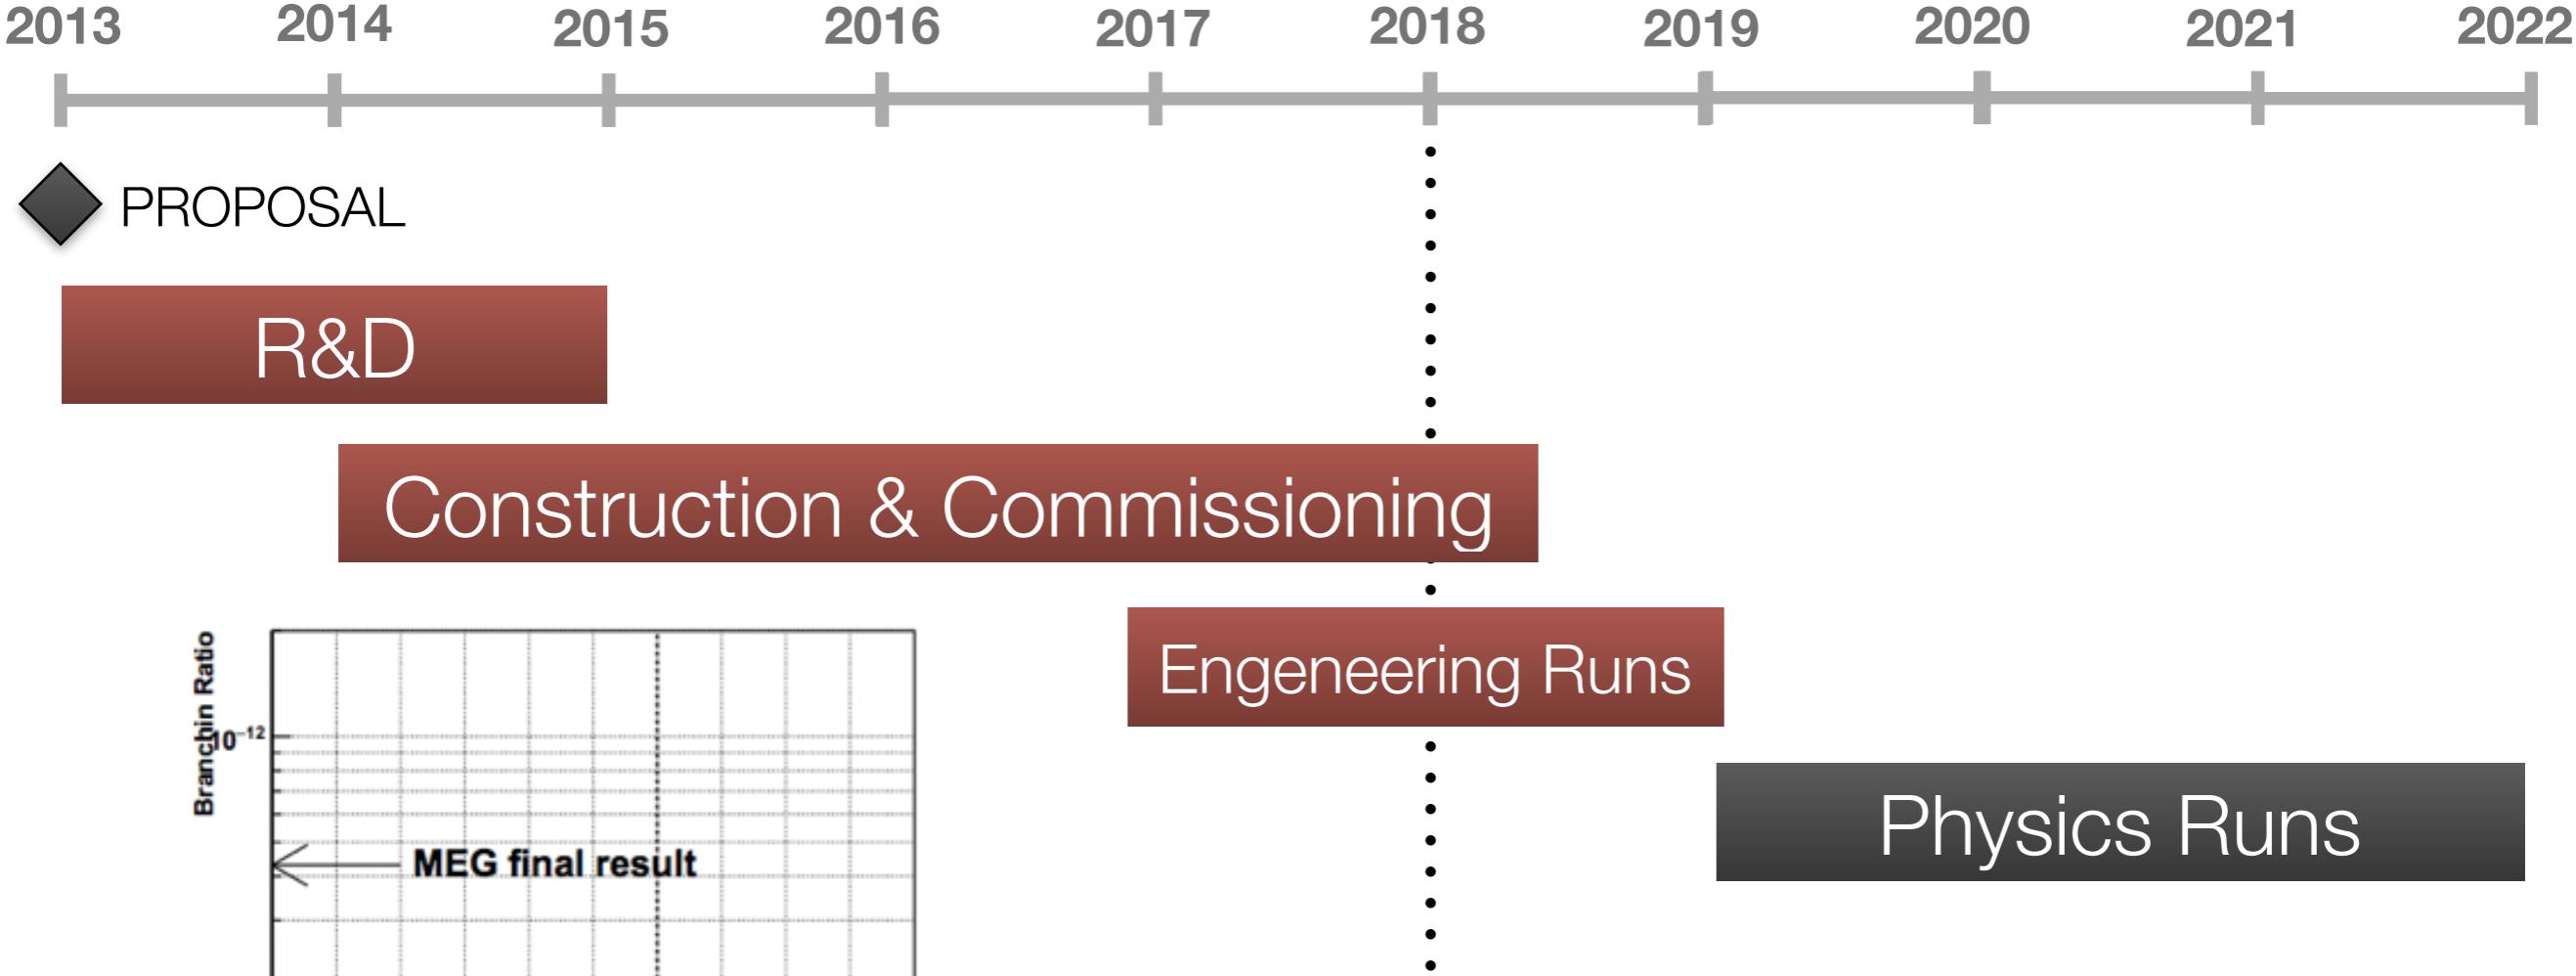 2013 2014 2015 2016 2017 2018 2019 2020 2021 2022
PROPOSAL
R&D
Construction & Commissioning
Engeneering Runs
Branchin Ratio
10⁻¹²
Physics Runs
MEG final result